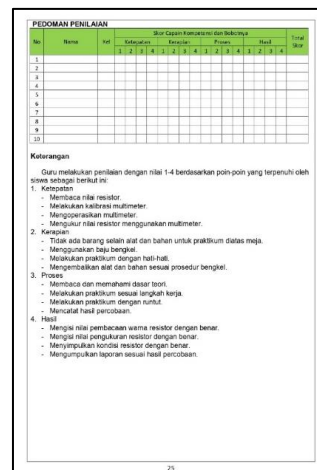 PEDOMAN PENILAIAN
No Nama Kel Skor Capain Kompetensi dan Bobotnya Total Skor
Ketepatan Kerapian Proses Hasil
1 2 3 4 1 2 3 4 1 2 3 4 1 2 3 4
1
2
3
4
5
6
7
8
9
10
Keterangan
Guru melakukan penilaian dengan nilai 1-4 berdasarkan poin-poin yang terpenuhi oleh
siswa sebagai berikut ini:
1. Ketepatan
- Membaca nilai resistor.
- Melakukan kalibrasi multimeter.
- Mengoperasikan multimeter.
- Mengukur nilai resistor menggunakan multimeter.
2. Kerapian
- Tidak ada barang selain alat dan bahan untuk praktikum diatas meja.
- Menggunakan baju bengkel.
- Melakukan praktikum dengan hati-hati.
- Mengembalikan alat dan bahan sesuai prosedur bengkel.
3. Proses
- Membaca dan memahami dasar teori.
- Melakukan praktikum sesuai langkah kerja.
- Melakukan praktikum dengan runtut.
- Mencatat hasil percobaan.
4. Hasil
- Mengisi nilai pembacaan warna resistor dengan benar.
- Mengisi nilai pengukuran resistor dengan benar.
- Menyimpulkan kondisi resistor dengan benar.
- Mengumpulkan laporan sesuai hasil percobaan.
25